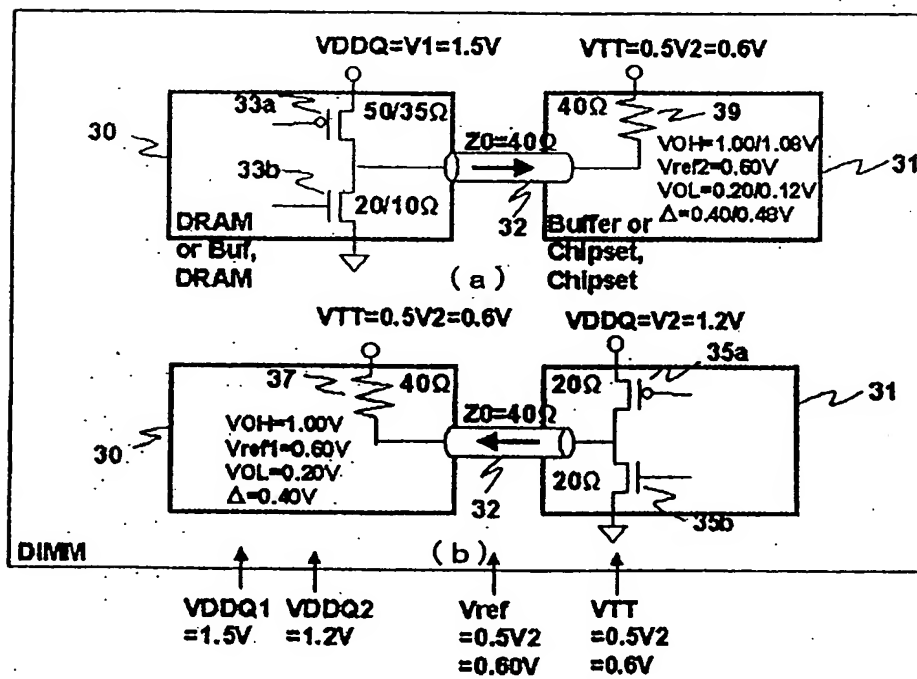 VDDQ=V1=1.5V
VTT=0.5V2=0.6V
33a
50/35Ω
30
33b
20/10Ω
DRAM
or Buf,
DRAM
Z0=40Ω
32
40Ω
39
VOH=1.00/1.08V
Vref2=0.60V
VOL=0.20/0.12V
Δ=0.40/0.48V
31
Buffer or
Chipset,
Chipset
(a)
VTT=0.5V2=0.6V
VDDQ=V2=1.2V
37
40Ω
VOH=1.00V
Vref1=0.60V
VOL=0.20V
Δ=0.40V
30
Z0=40Ω
32
20Ω
35a
31
20Ω
35b
DIMM
(b)
VDDQ1
=1.5V
VDDQ2
=1.2V
Vref
=0.5V2
=0.60V
VTT
=0.5V2
=0.6V